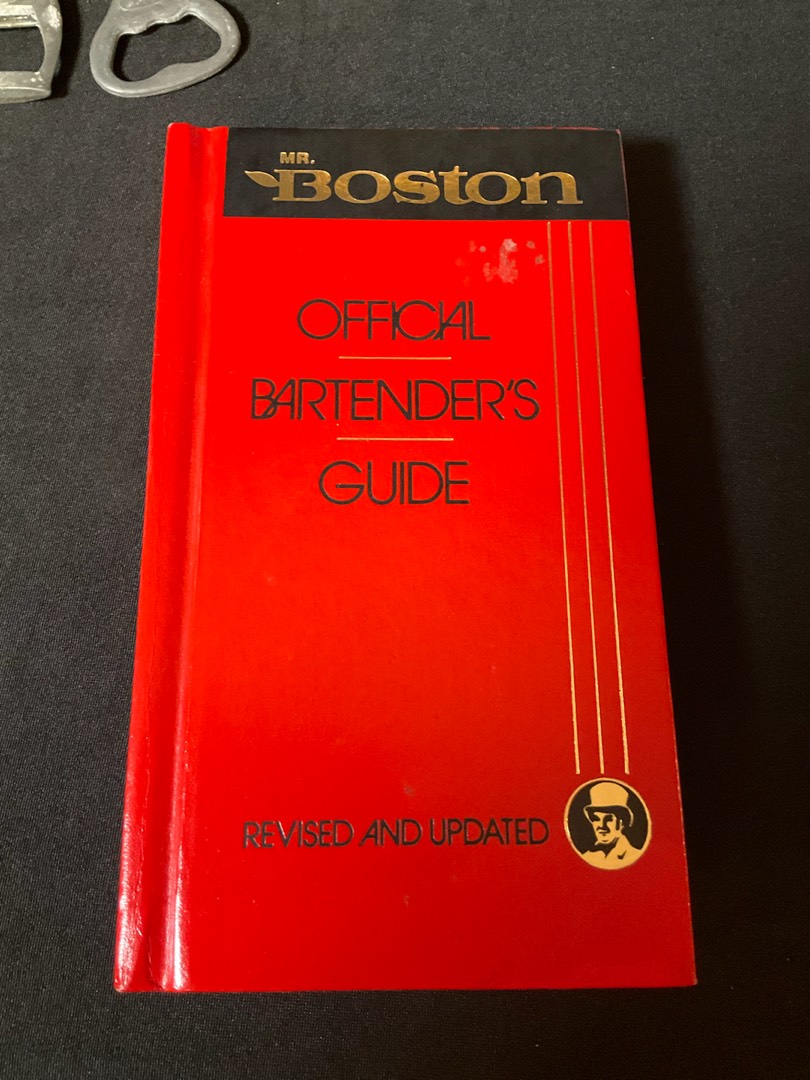 MR.
Boston
OFFICIAL
BARTENDER'S
GUIDE
REVISED AND UPDATED